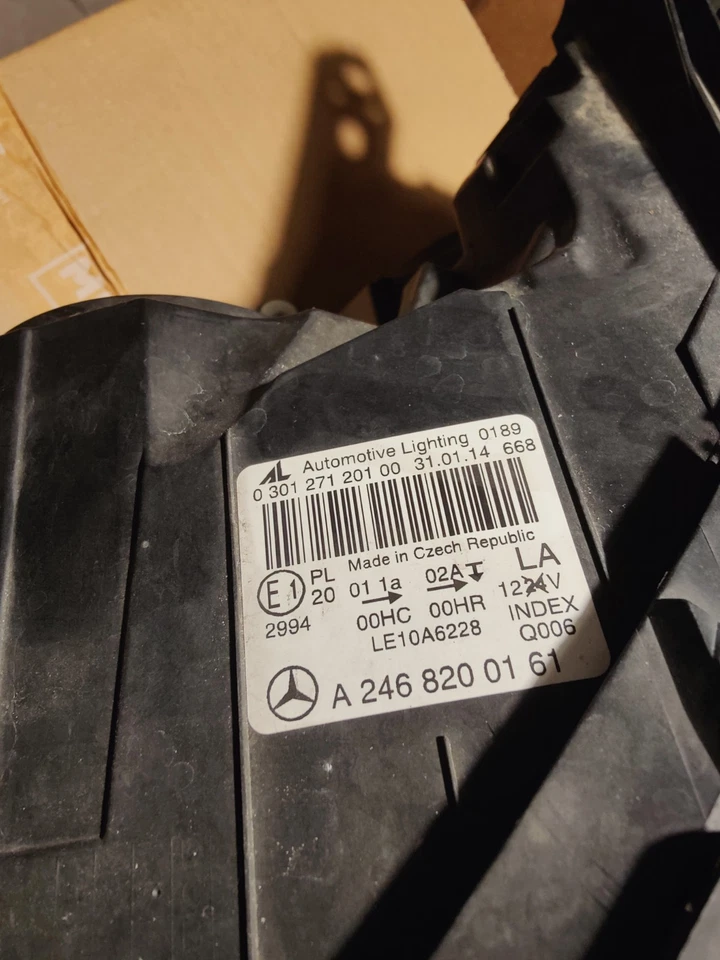 AL Automotive Lighting 0189
0 301 271 201 00 31.01.14 668
Made in Czech Republic
E1 PL 20 01 1a 02A LA
1224V
2994 00HC 00HR INDEX
LE10A6228 Q006
A 246 820 01 61